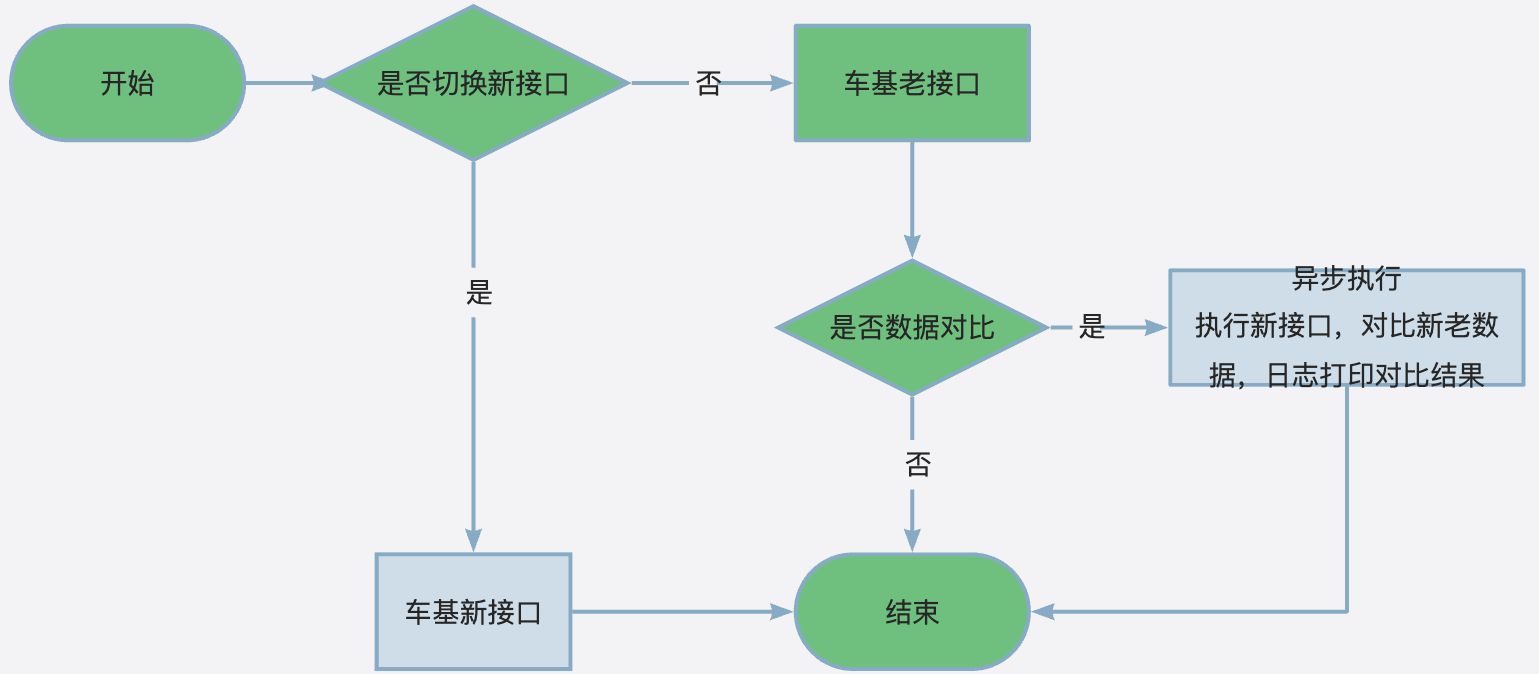 开始
是否切换新接口
否
车基老接口
是
是否数据对比
是
异步执行
执行新接口，对比新老数
据，日志打印对比结果
否
车基新接口
结束